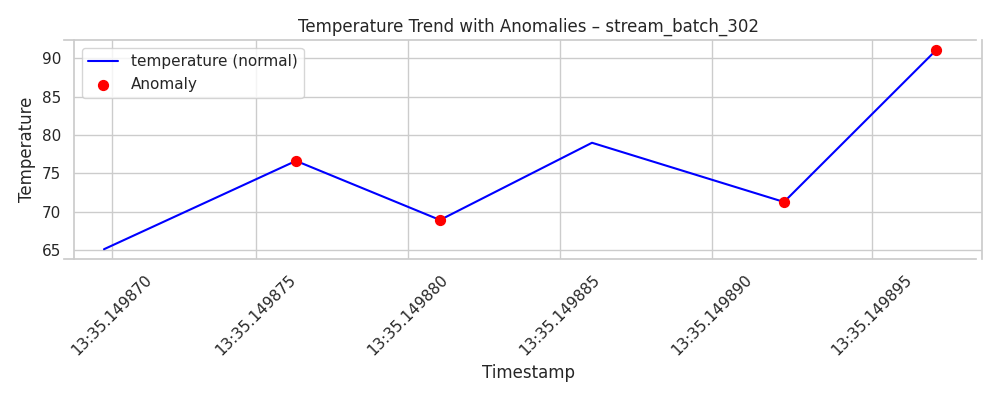 Temperature Trend with Anomalies – stream_batch_302
temperature (normal)
Anomaly
Temperature
90
85
80
75
70
65
13:35.149870
13:35.149875
13:35.149880
13:35.149885
13:35.149890
13:35.149895
Timestamp